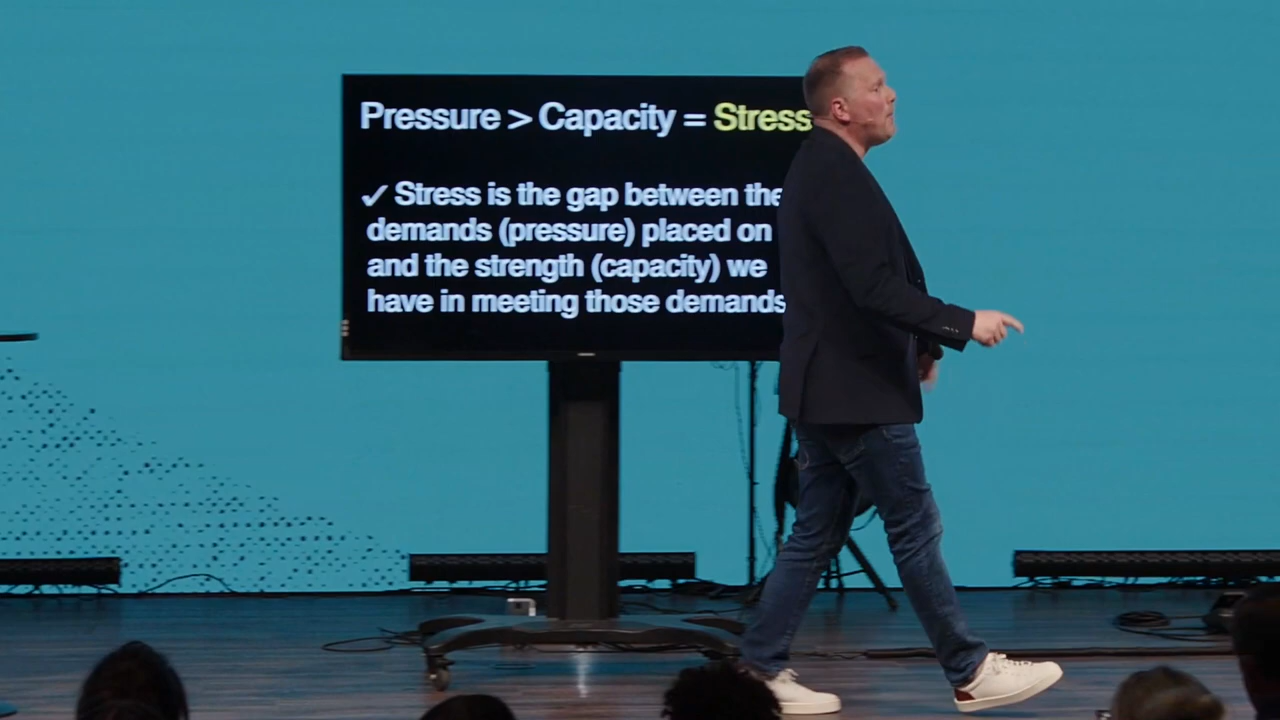 Pressure > Capacity = Stress
✓ Stress is the gap between the
demands (pressure) placed on
and the strength (capacity) we
have in meeting those demands